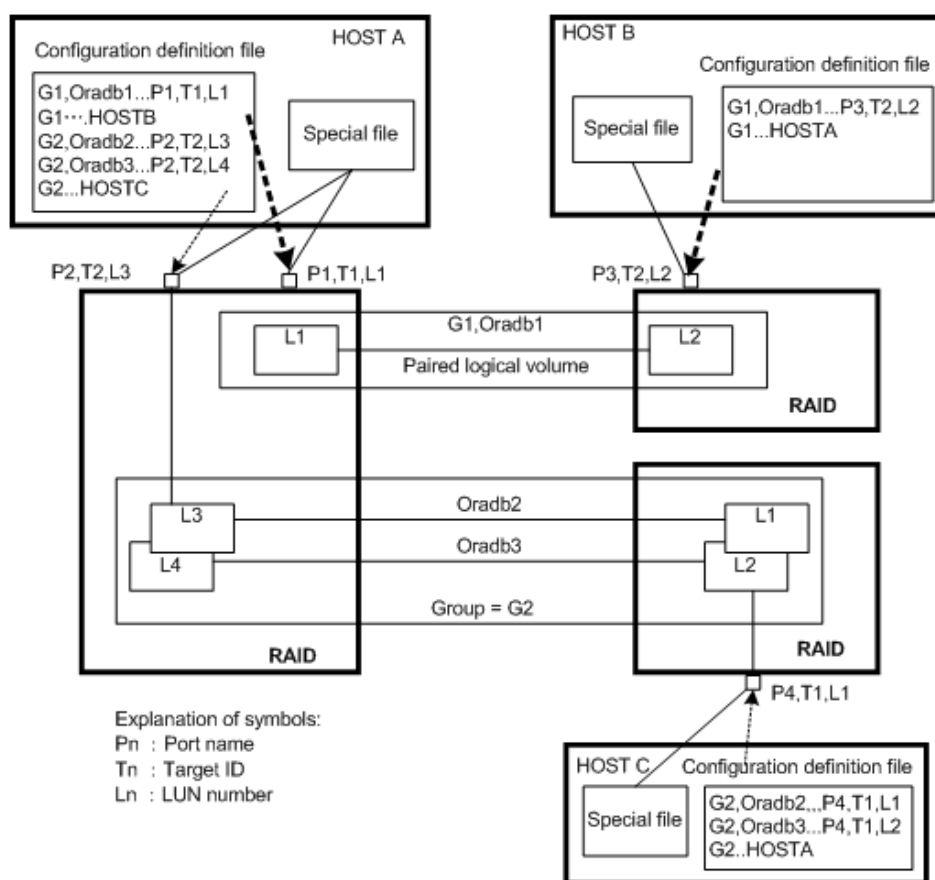 HOST A
Configuration definition file
G1,Oradb1...P1,T1,L1
G1....HOSTB
G2,Oradb2...P2,T2,L3
G2,Oradb3...P2,T2,L4
G2...HOSTC
Special file
HOST B
Configuration definition file
Special file
G1,Oradb1...P3,T2,L2
G1...HOSTA
P2,T2,L3
P1,T1,L1
P3,T2,L2
G1,Oradb1
L1
L2
Paired logical volume
RAID
Oradb2
L3
L1
Oradb3
L4
L2
Group = G2
RAID
RAID
P4,T1,L1
Explanation of symbols:
Pn : Port name
Tn : Target ID
Ln : LUN number
HOST C
Configuration definition file
Special file
G2,Oradb2,,,P4,T1,L1
G2,Oradb3...P4,T1,L2
G2..HOSTA